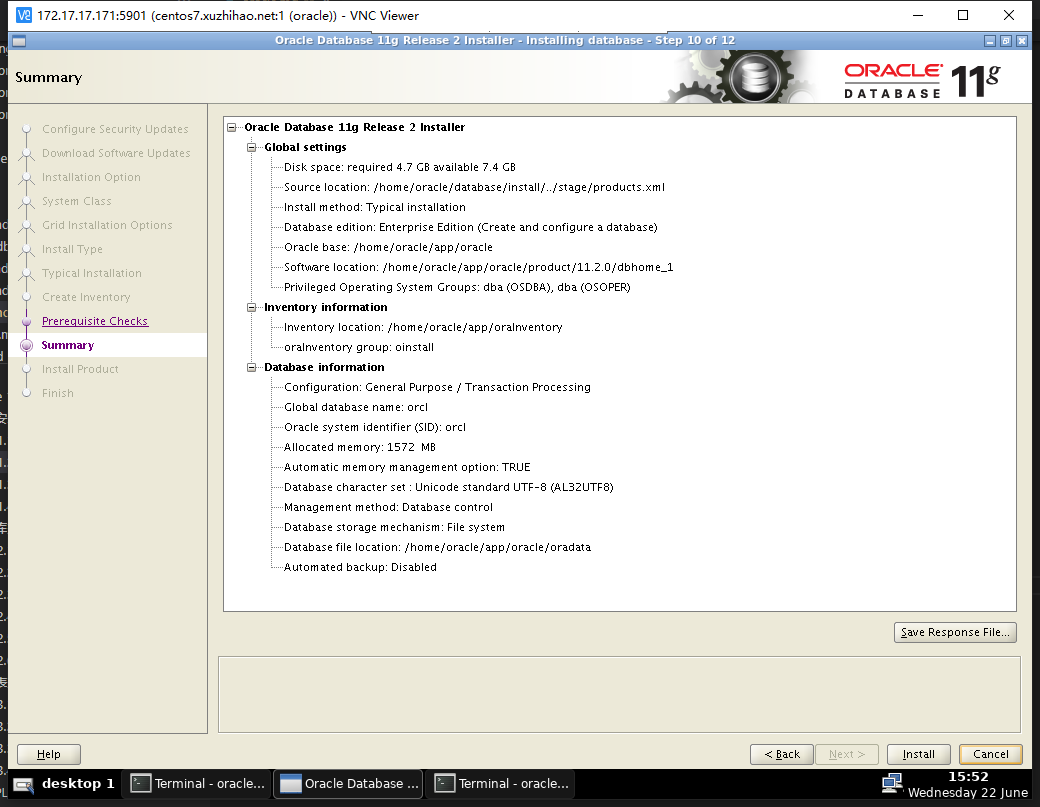 172.17.17.171:5901 (centos7.xuzhihao.net:1 (oracle)) - VNC Viewer
Oracle Database 11g Release 2 Installer - Installing database - Step 10 of 12
Summary
ORACLE
DATABASE
11g
Configure Security Updates
Download Software Updates
Installation Option
System Class
Grid Installation Options
Install Type
Typical Installation
Create Inventory
Prerequisite Checks
Summary
Install Product
Finish
Oracle Database 11g Release 2 Installer
Global settings
Disk space: required 4.7 GB available 7.4 GB
Source location: /home/oracle/database/install/../stage/products.xml
Install method: Typical installation
Database edition: Enterprise Edition (Create and configure a database)
Oracle base: /home/oracle/app/oracle
Software location: /home/oracle/app/oracle/product/11.2.0/dbhome_1
Privileged Operating System Groups: dba (OSDBA), dba (OSOPER)
Inventory information
Inventory location: /home/oracle/app/oraInventory
oraInventory group: oinstall
Database information
Configuration: General Purpose / Transaction Processing
Global database name: orcl
Oracle system identifier (SID): orcl
Allocated memory: 1572 MB
Automatic memory management option: TRUE
Database character set : Unicode standard UTF-8 (AL32UTF8)
Management method: Database control
Database storage mechanism: File system
Database file location: /home/oracle/app/oracle/oradata
Automated backup: Disabled
Save Response File...
Help
< Back
Next >
Install
Cancel
desktop 1
Terminal - oracle...
Oracle Database ...
Terminal - oracle...
15:52
Wednesday 22 June